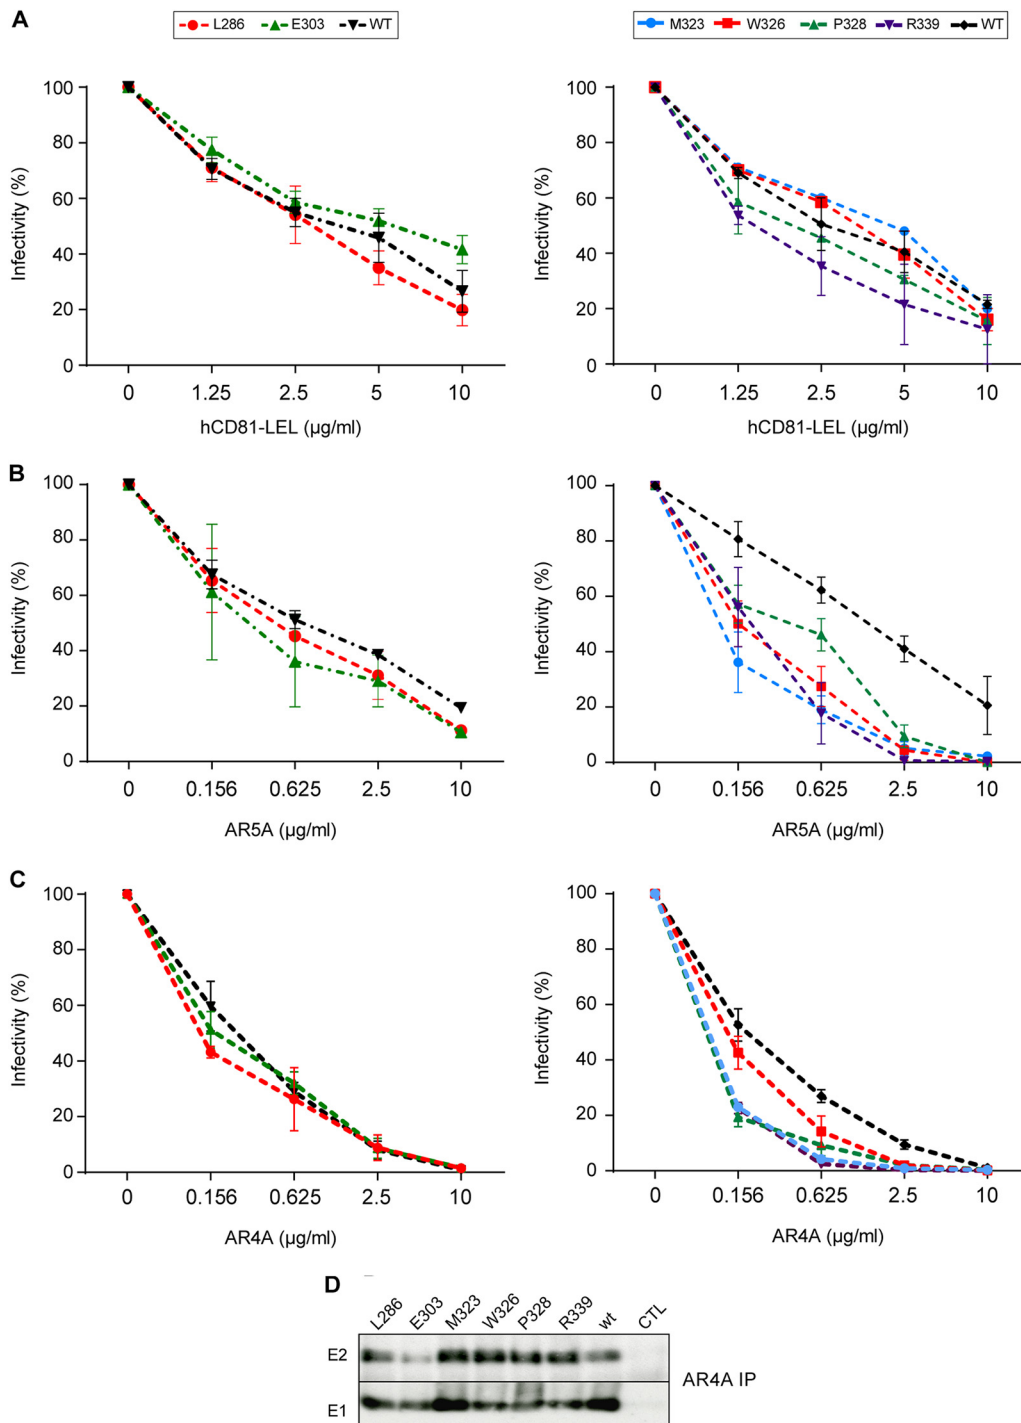 A
L286 E303 WT
M323 W326 P328 R339 WT
Infectivity (%)
100
80
60
40
20
0
0 1.25 2.5 5 10
hCD81-LEL (µg/ml)
Infectivity (%)
100
80
60
40
20
0
0 1.25 2.5 5 10
hCD81-LEL (µg/ml)
B
Infectivity (%)
100
80
60
40
20
0
0 0.156 0.625 2.5 10
AR5A (µg/ml)
Infectivity (%)
100
80
60
40
20
0
0 0.156 0.625 2.5 10
AR5A (µg/ml)
C
Infectivity (%)
100
80
60
40
20
0
0 0.156 0.625 2.5 10
AR4A (µg/ml)
Infectivity (%)
100
80
60
40
20
0
0 0.156 0.625 2.5 10
AR4A (µg/ml)
D
L286 E303 M323 W326 P328 R339 wt CTL
E2
E1
AR4A IP